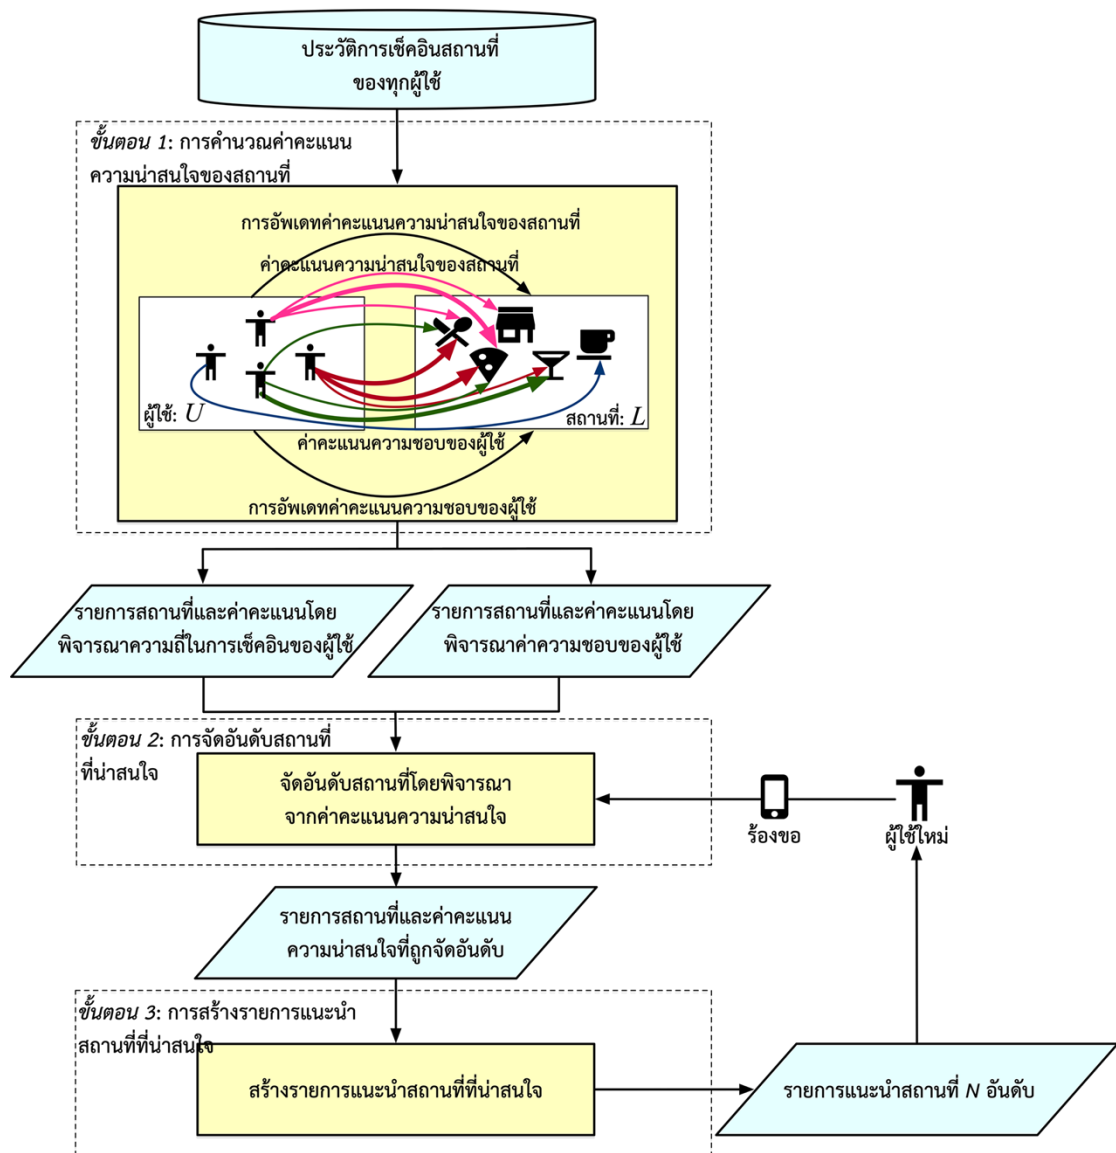 ประวัติการเช็คอินสถานที่
ของทุกผู้ใช้
ขั้นตอน 1: การคำนวณค่าคะแนน
ความน่าสนใจของสถานที่
การอัพเดทค่าคะแนนความน่าสนใจของสถานที่
ค่าคะแนนความน่าสนใจของสถานที่
ผู้ใช้: U
สถานที่: L
ค่าคะแนนความชอบของผู้ใช้
การอัพเดทค่าคะแนนความชอบของผู้ใช้
รายการสถานที่และค่าคะแนนโดย
พิจารณาความถี่ในการเช็คอินของผู้ใช้
รายการสถานที่และค่าคะแนนโดย
พิจารณาค่าความชอบของผู้ใช้
ขั้นตอน 2: การจัดอันดับสถานที่
ที่น่าสนใจ
จัดอันดับสถานที่โดยพิจารณา
จากค่าคะแนนความน่าสนใจ
ร้องขอ
ผู้ใช้ใหม่
รายการสถานที่และค่าคะแนน
ความน่าสนใจที่ถูกจัดอันดับ
ขั้นตอน 3: การสร้างรายการแนะนำ
สถานที่ที่น่าสนใจ
สร้างรายการแนะนำสถานที่ที่น่าสนใจ
รายการแนะนำสถานที่ N อันดับ